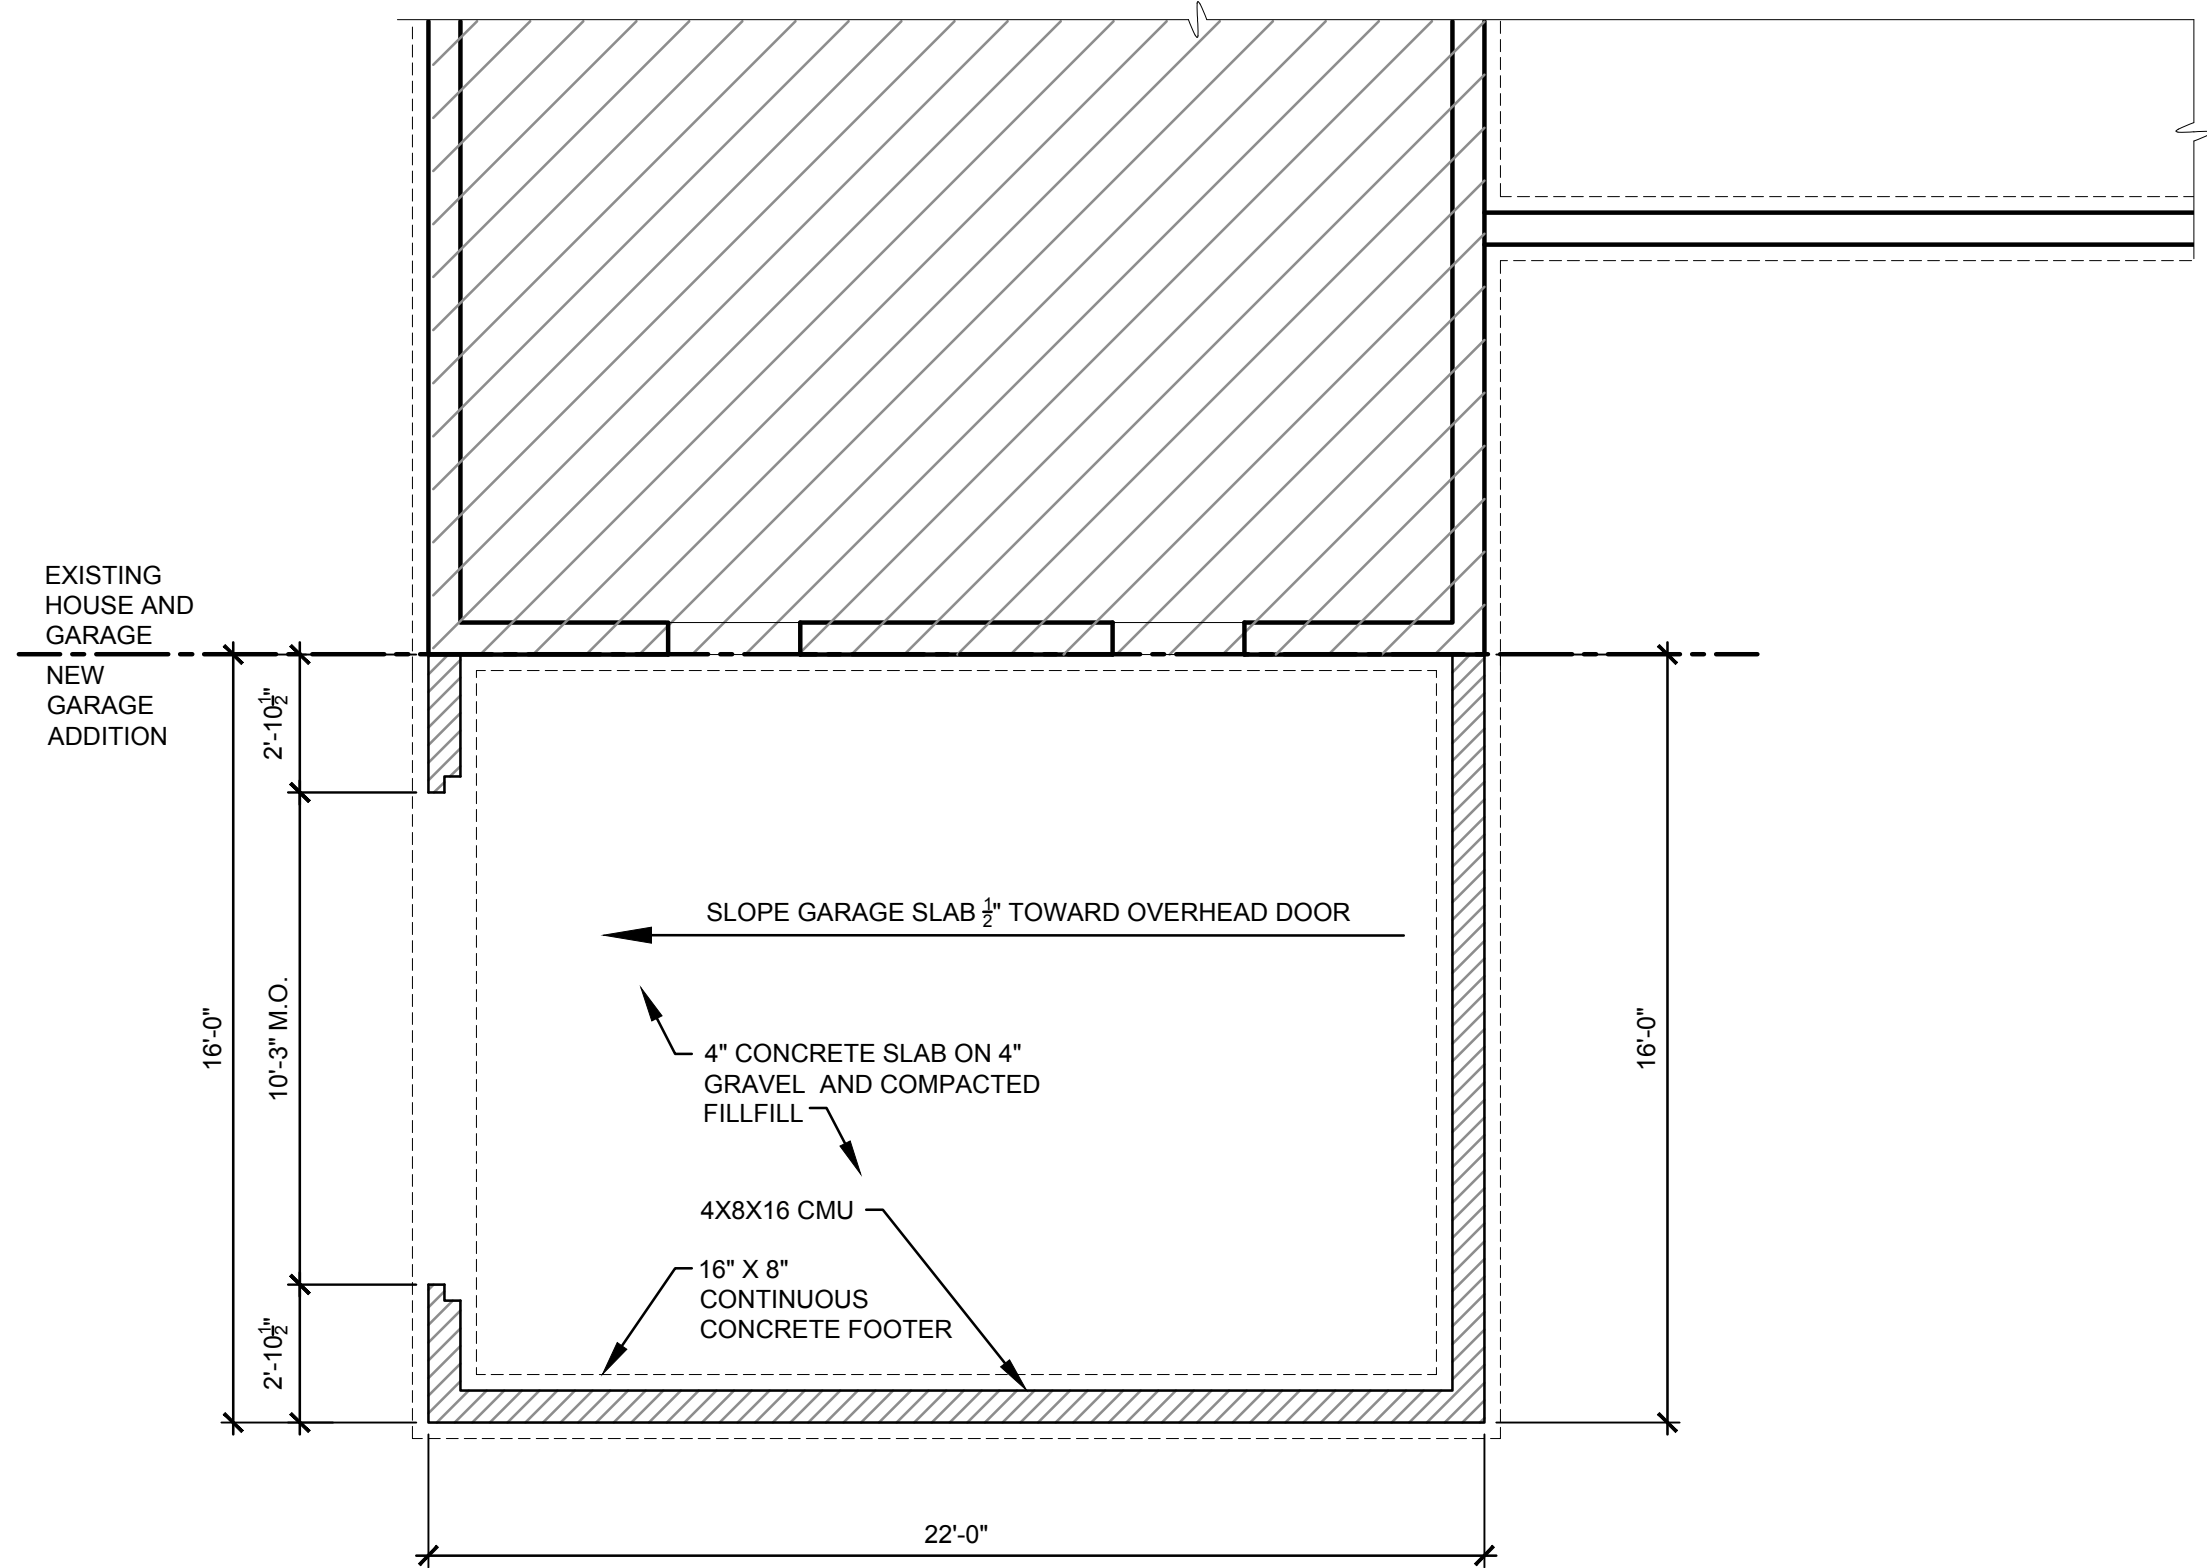 EXISTING
HOUSE AND
GARAGE
NEW
GARAGE
ADDITION
2'-10½"
16'-0"
10'-3" M.O.
2'-10½"
SLOPE GARAGE SLAB ½" TOWARD OVERHEAD DOOR
4" CONCRETE SLAB ON 4"
GRAVEL AND COMPACTED
FILLFILL
4X8X16 CMU
16" X 8"
CONTINUOUS
CONCRETE FOOTER
16'-0"
22'-0"